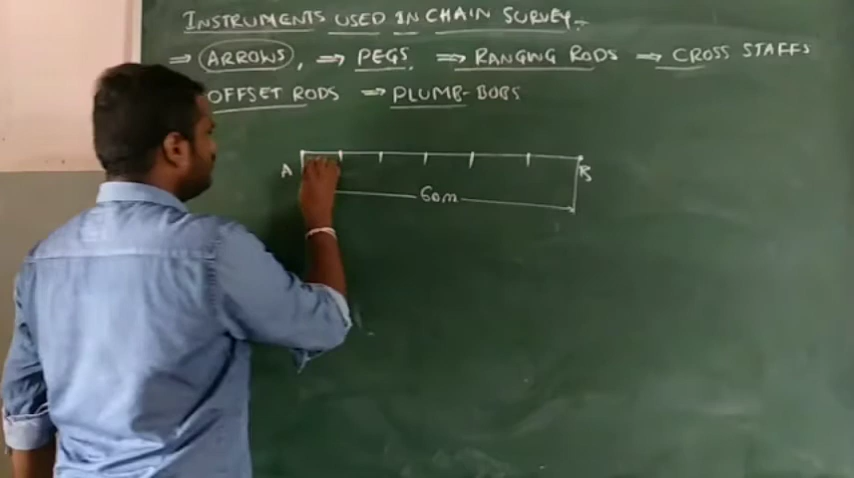 INSTRUMENTS USED IN CHAIN SURVEY:-
⇒ ARROWS, ⇒ PEGS. ⇒ RANGING RODS ⇒ CROSS STAFFS
OFFSET RODS ⇒ PLUMB-BOBS
A B
60m